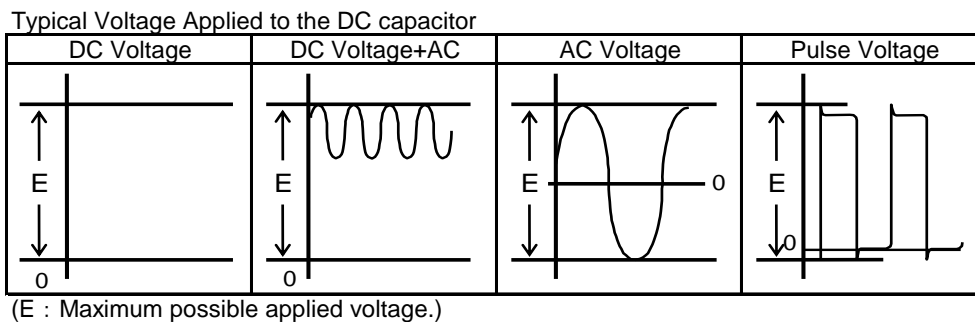 Typical Voltage Applied to the DC capacitor
DC Voltage
DC Voltage+AC
AC Voltage
Pulse Voltage
E
0
E
0
E
0
E
0
(E：Maximum possible applied voltage.)